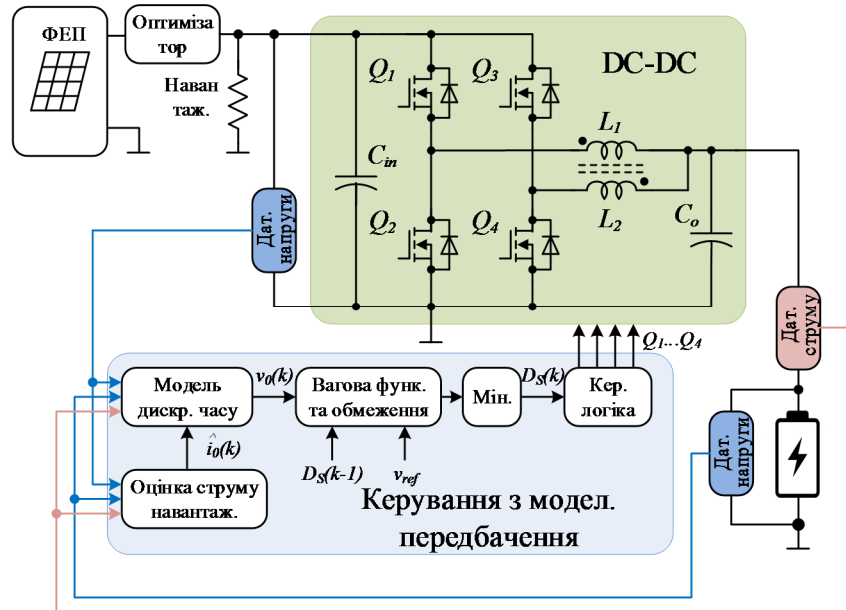 ФЕП
Оптиміза
тор
Наван
таж.
DC-DC
Q1
Q3
L1
Cin
Q2
Q4
L2
Co
Дат.
напруги
Дат.
струму
Q1...Q4
Модель
дискр. часу
v0(k)
Вагова функ.
та обмеження
Мін.
DS(k)
Кер.
логіка
î0(k)
DS(k-1)
vref
Оцінка струму
навантаж.
Керування з модел.
передбачення
Дат.
напруги